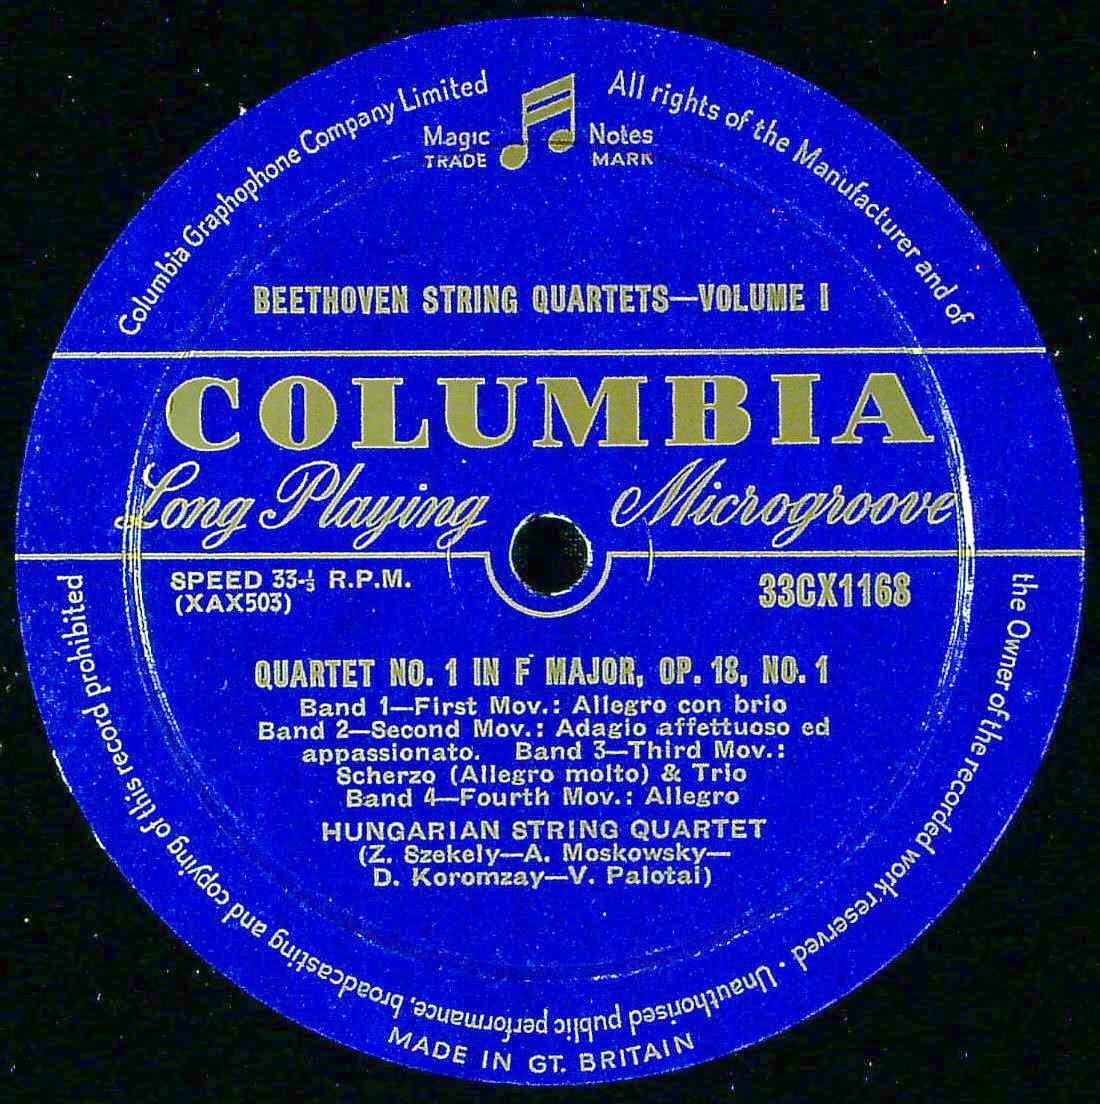 Columbia Graphophone Company Limited
All rights of the Manufacturer and of
the Owner of the recorded work reserved · Unauthorised public performance, broadcasting and copying of this record prohibited
Magic Notes
TRADE MARK
BEETHOVEN STRING QUARTETS—VOLUME I
COLUMBIA
Long Playing Microgroove
SPEED 33-⅓ R.P.M.
(XAX503)
33CX1168
QUARTET NO. 1 IN F MAJOR, OP. 18, NO. 1
Band 1—First Mov.: Allegro con brio
Band 2—Second Mov.: Adagio affettuoso ed
appassionato. Band 3—Third Mov.:
Scherzo (Allegro molto) & Trio
Band 4—Fourth Mov.: Allegro
HUNGARIAN STRING QUARTET
(Z. Szekely—A. Moskowsky—
D. Koromzay—V. Palotai)
MADE IN GT. BRITAIN